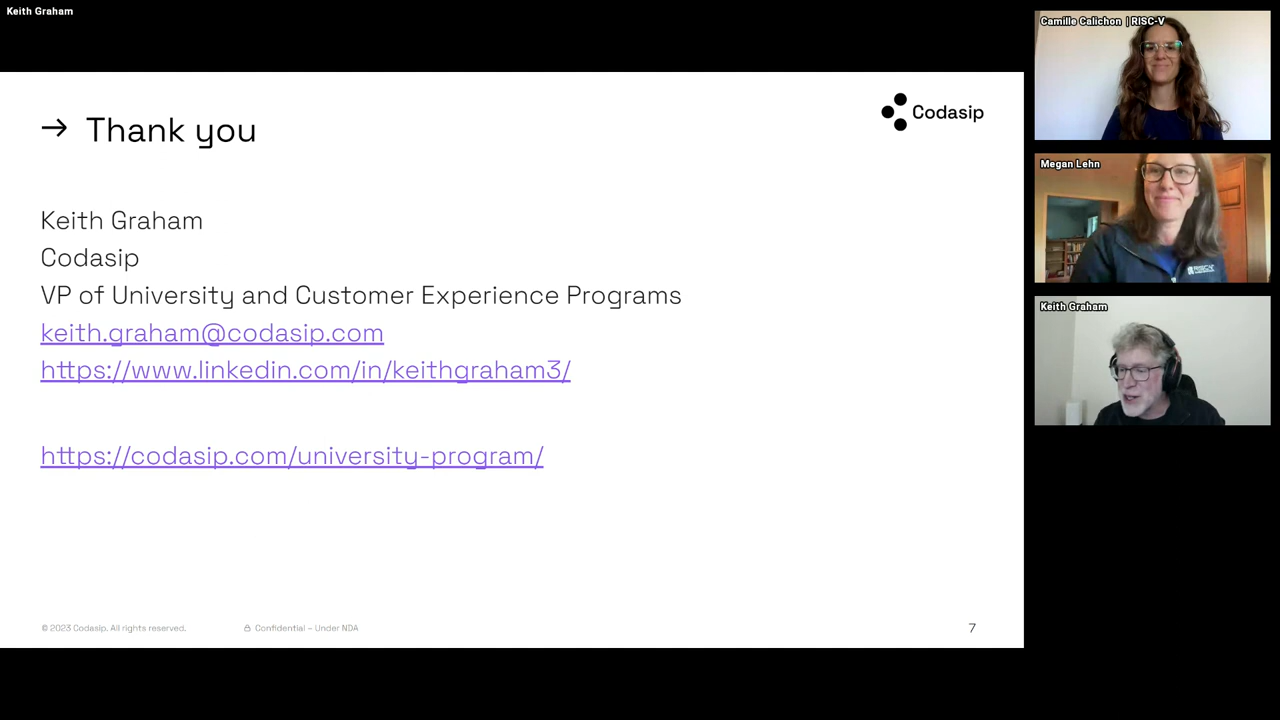 Keith Graham
Codasip
→ Thank you
Keith Graham
Codasip
VP of University and Customer Experience Programs
keith.graham@codasip.com
https://www.linkedin.com/in/keithgraham3/
https://codasip.com/university-program/
© 2023 Codasip. All rights reserved.
Confidential – Under NDA
7
Camille Calichon | RISC-V
Megan Lehn
RISC-V
Keith Graham